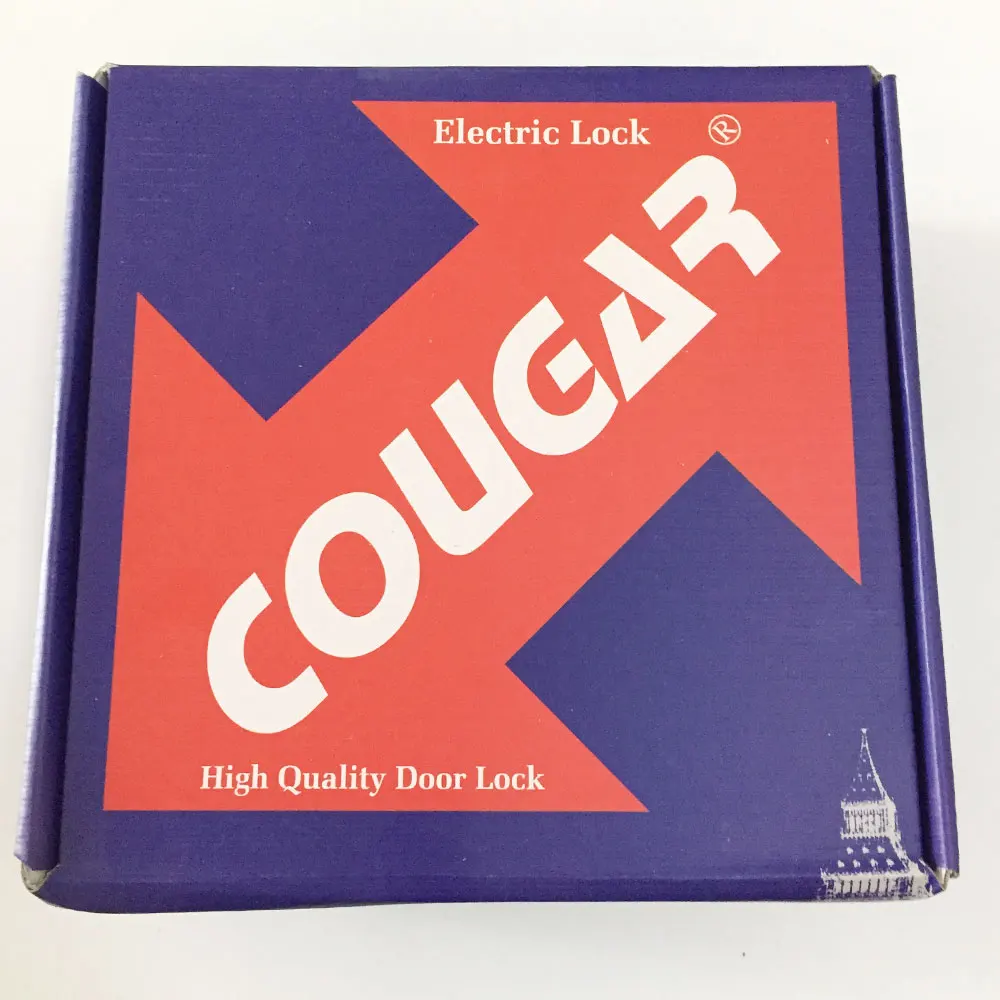 Electric Lock ®
COUGAR
High Quality Door Lock